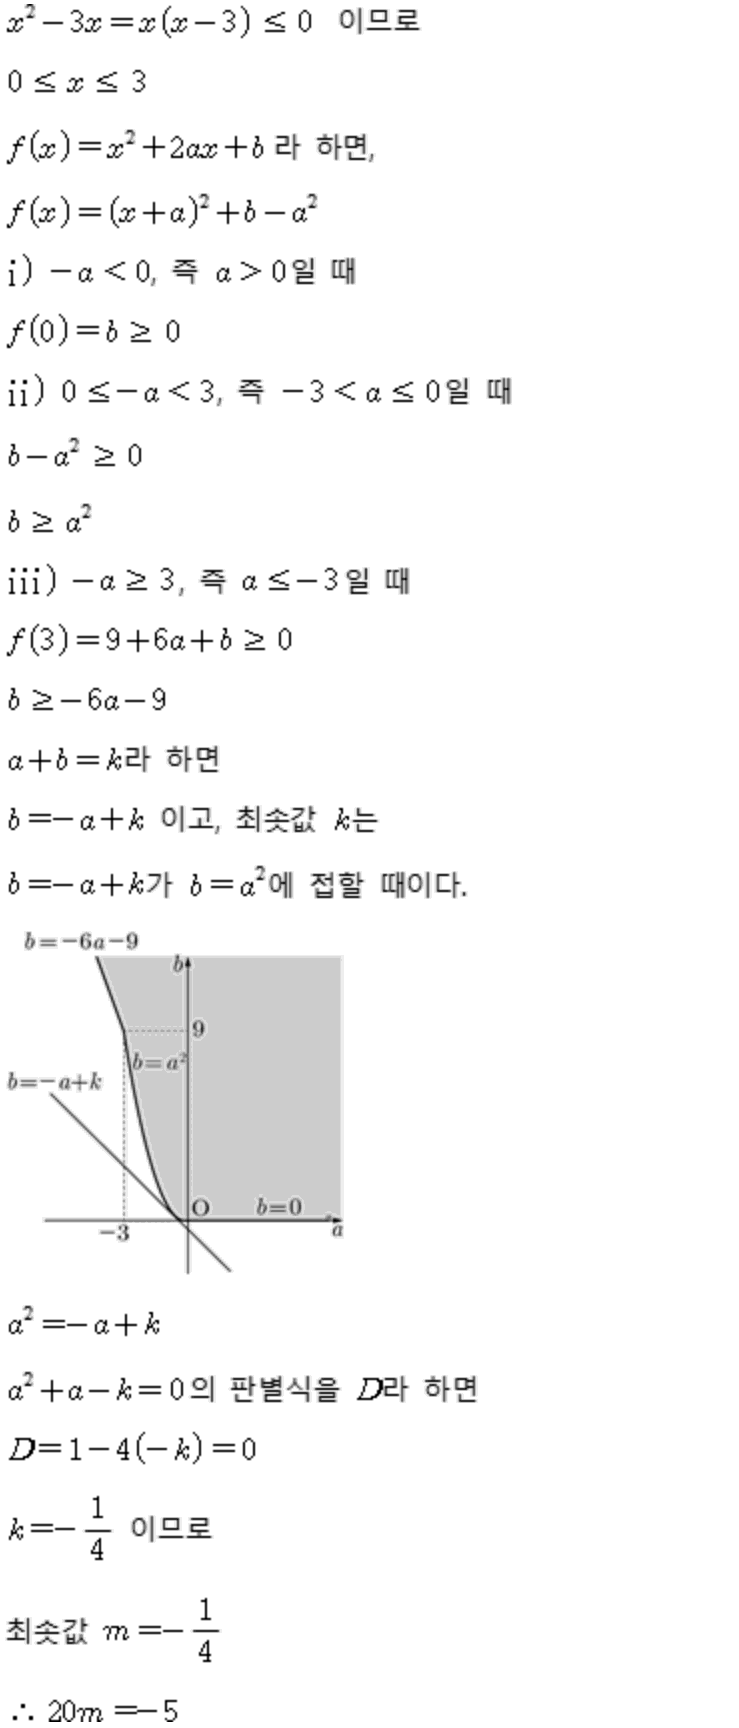 x² − 3x = x(x − 3) ≤ 0 이므로
0 ≤ x ≤ 3
f(x) = x² + 2ax + b 라 하면,
f(x) = (x + a)² + b − a²
i) −a < 0, 즉 a > 0일 때
f(0) = b ≥ 0
ii) 0 ≤ −a < 3, 즉 −3 < a ≤ 0일 때
b − a² ≥ 0
b ≥ a²
iii) −a ≥ 3, 즉 a ≤ −3일 때
f(3) = 9 + 6a + b ≥ 0
b ≥ −6a − 9
a + b = k라 하면
b = −a + k 이고, 최솟값 k는
b = −a + k가 b = a²에 접할 때이다.
b = −6a − 9
b
9
b = a²
b = −a + k
O
b = 0
−3
a
a² = −a + k
a² + a − k = 0의 판별식을 D라 하면
D = 1 − 4(−k) = 0
k = −1/4 이므로
최솟값 m = −1/4
∴ 20m = −5